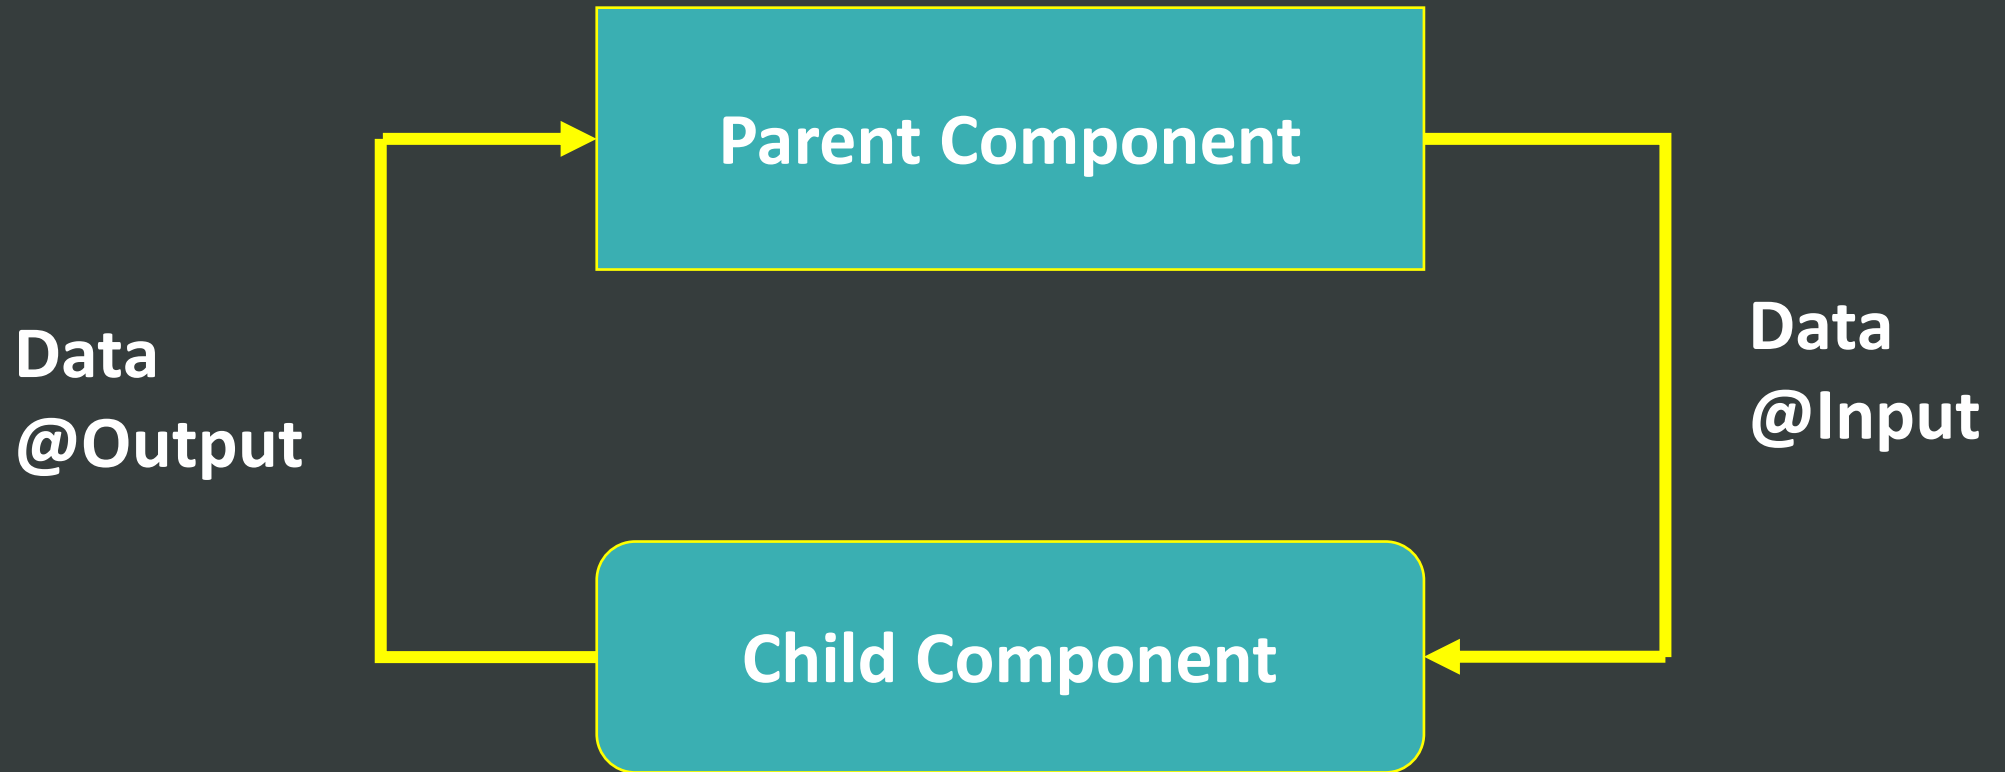 Parent Component
Data
@Output
Data
@Input
Child Component